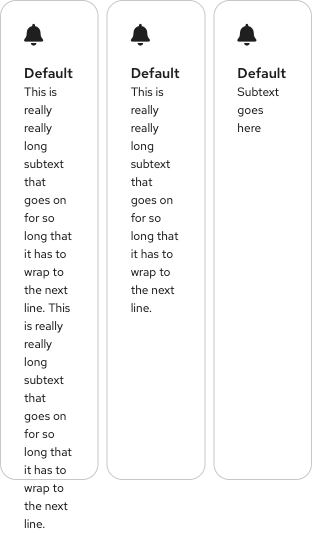 Default
This is
really
really
long
subtext
that
goes on
for so
long that
it has to
wrap to
the next
line. This
is really
really
long
subtext
that
goes on
for so
long that
it has to
wrap to
the next
line.
Default
This is
really
really
long
subtext
that
goes on
for so
long that
it has to
wrap to
the next
line.
Default
Subtext
goes
here